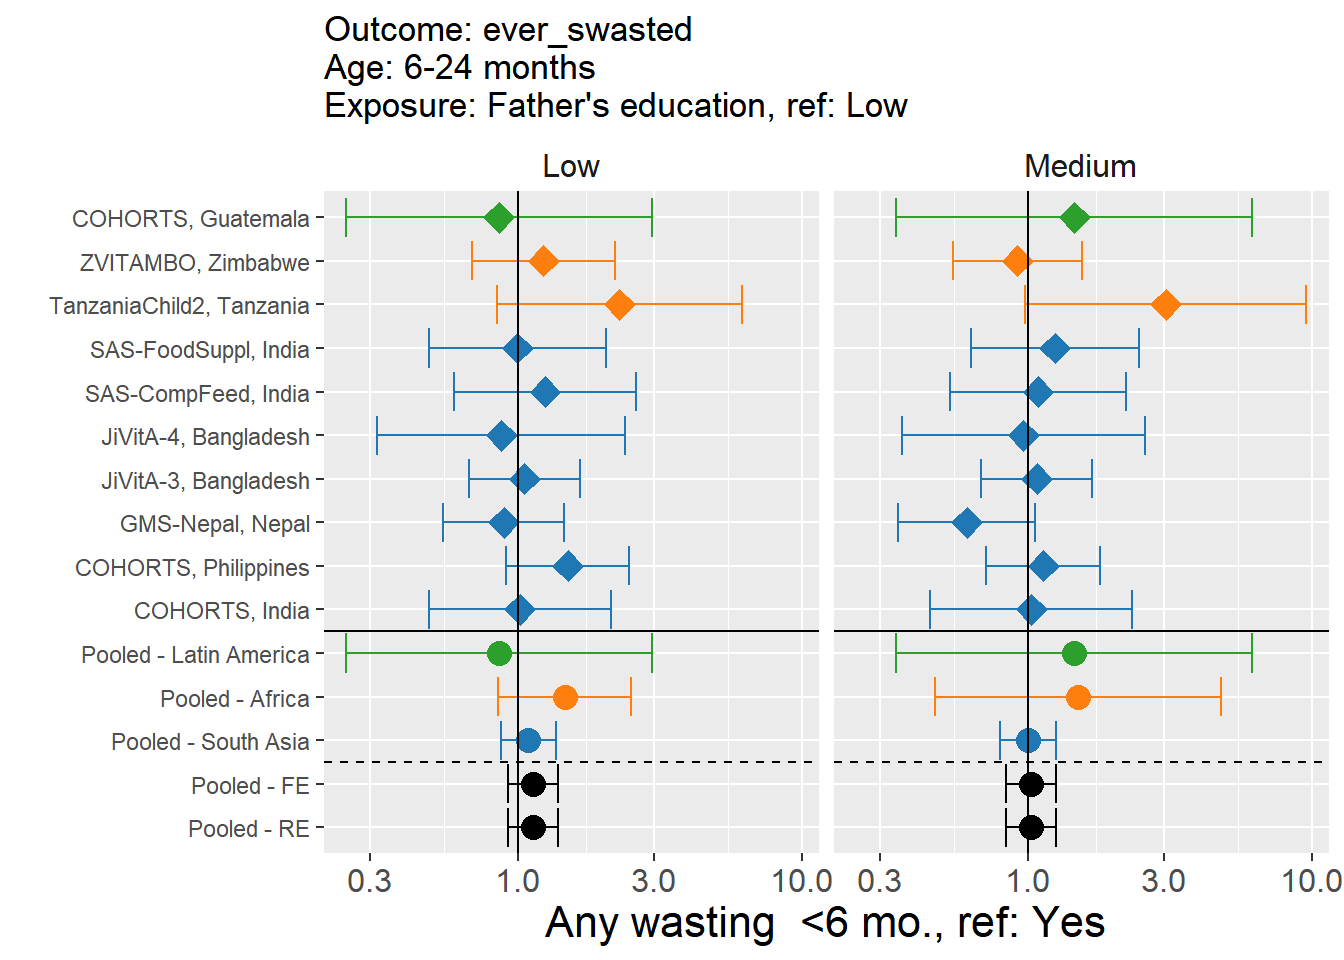 Outcome: ever_swasted
Age: 6-24 months
Exposure: Father's education, ref: Low
Low
Medium
COHORTS, Guatemala
ZVITAMBO, Zimbabwe
TanzaniaChild2, Tanzania
SAS-FoodSuppl, India
SAS-CompFeed, India
JiVitA-4, Bangladesh
JiVitA-3, Bangladesh
GMS-Nepal, Nepal
COHORTS, Philippines
COHORTS, India
Pooled - Latin America
Pooled - Africa
Pooled - South Asia
Pooled - FE
Pooled - RE
0.3 1.0 3.0 10.0 0.3 1.0 3.0 10.0
Any wasting  <6 mo., ref: Yes